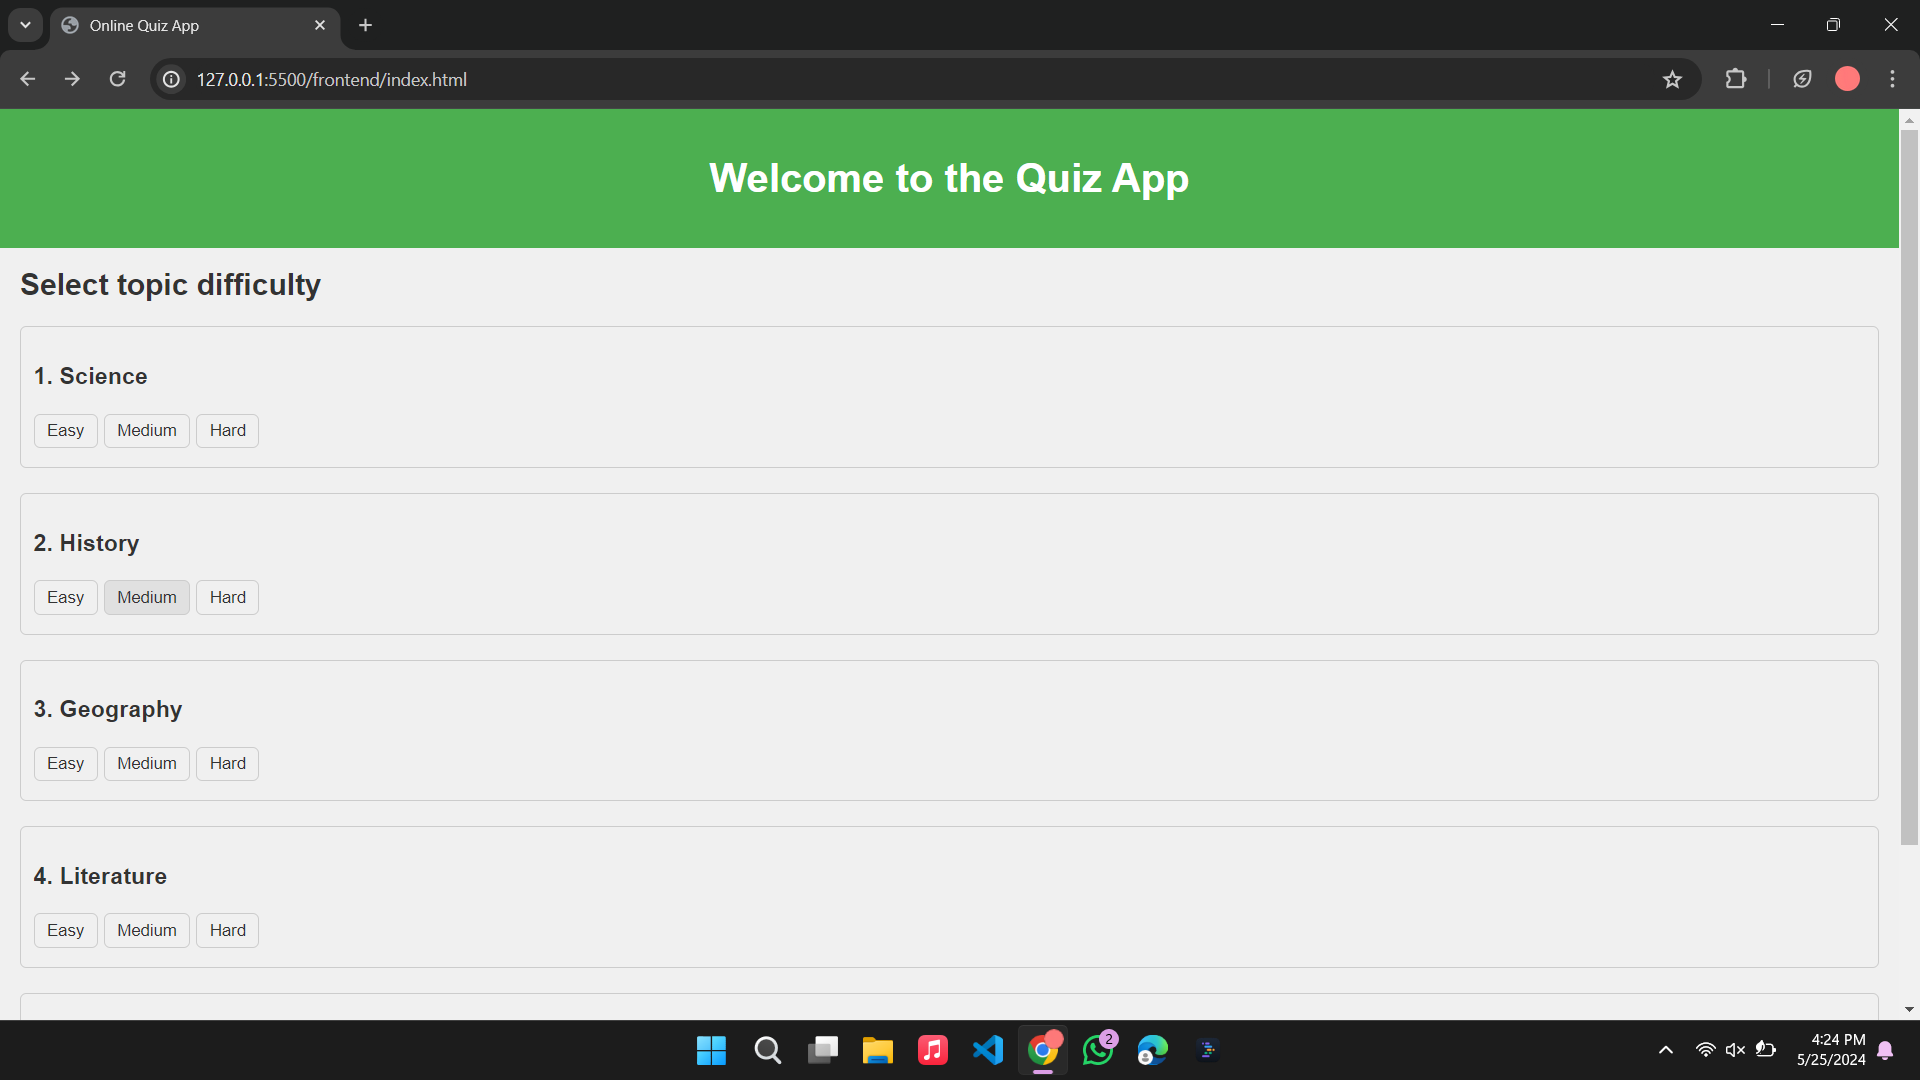 Online Quiz App
127.0.0.1:5500/frontend/index.html
Welcome to the Quiz App
Select topic difficulty
1. Science
Easy Medium Hard
2. History
Easy Medium Hard
3. Geography
Easy Medium Hard
4. Literature
Easy Medium Hard
2
4:24 PM
5/25/2024